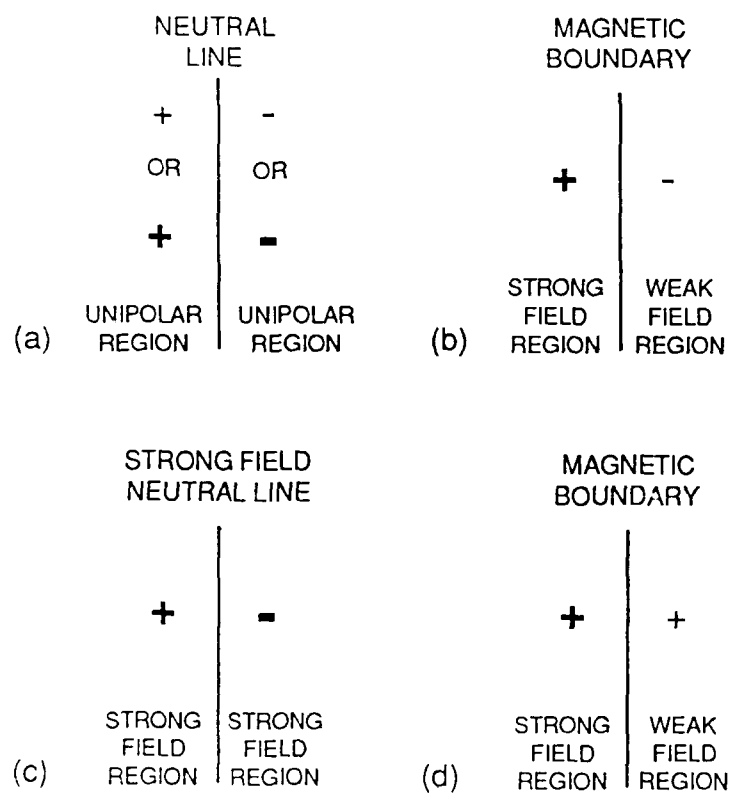 NEUTRAL
LINE
+ -
OR OR
+ -
UNIPOLAR UNIPOLAR
REGION REGION
(a)
MAGNETIC
BOUNDARY
+ -
STRONG WEAK
FIELD FIELD
REGION REGION
(b)
STRONG FIELD
NEUTRAL LINE
+ -
STRONG STRONG
FIELD FIELD
REGION REGION
(c)
MAGNETIC
BOUNDARY
+ +
STRONG WEAK
FIELD FIELD
REGION REGION
(d)